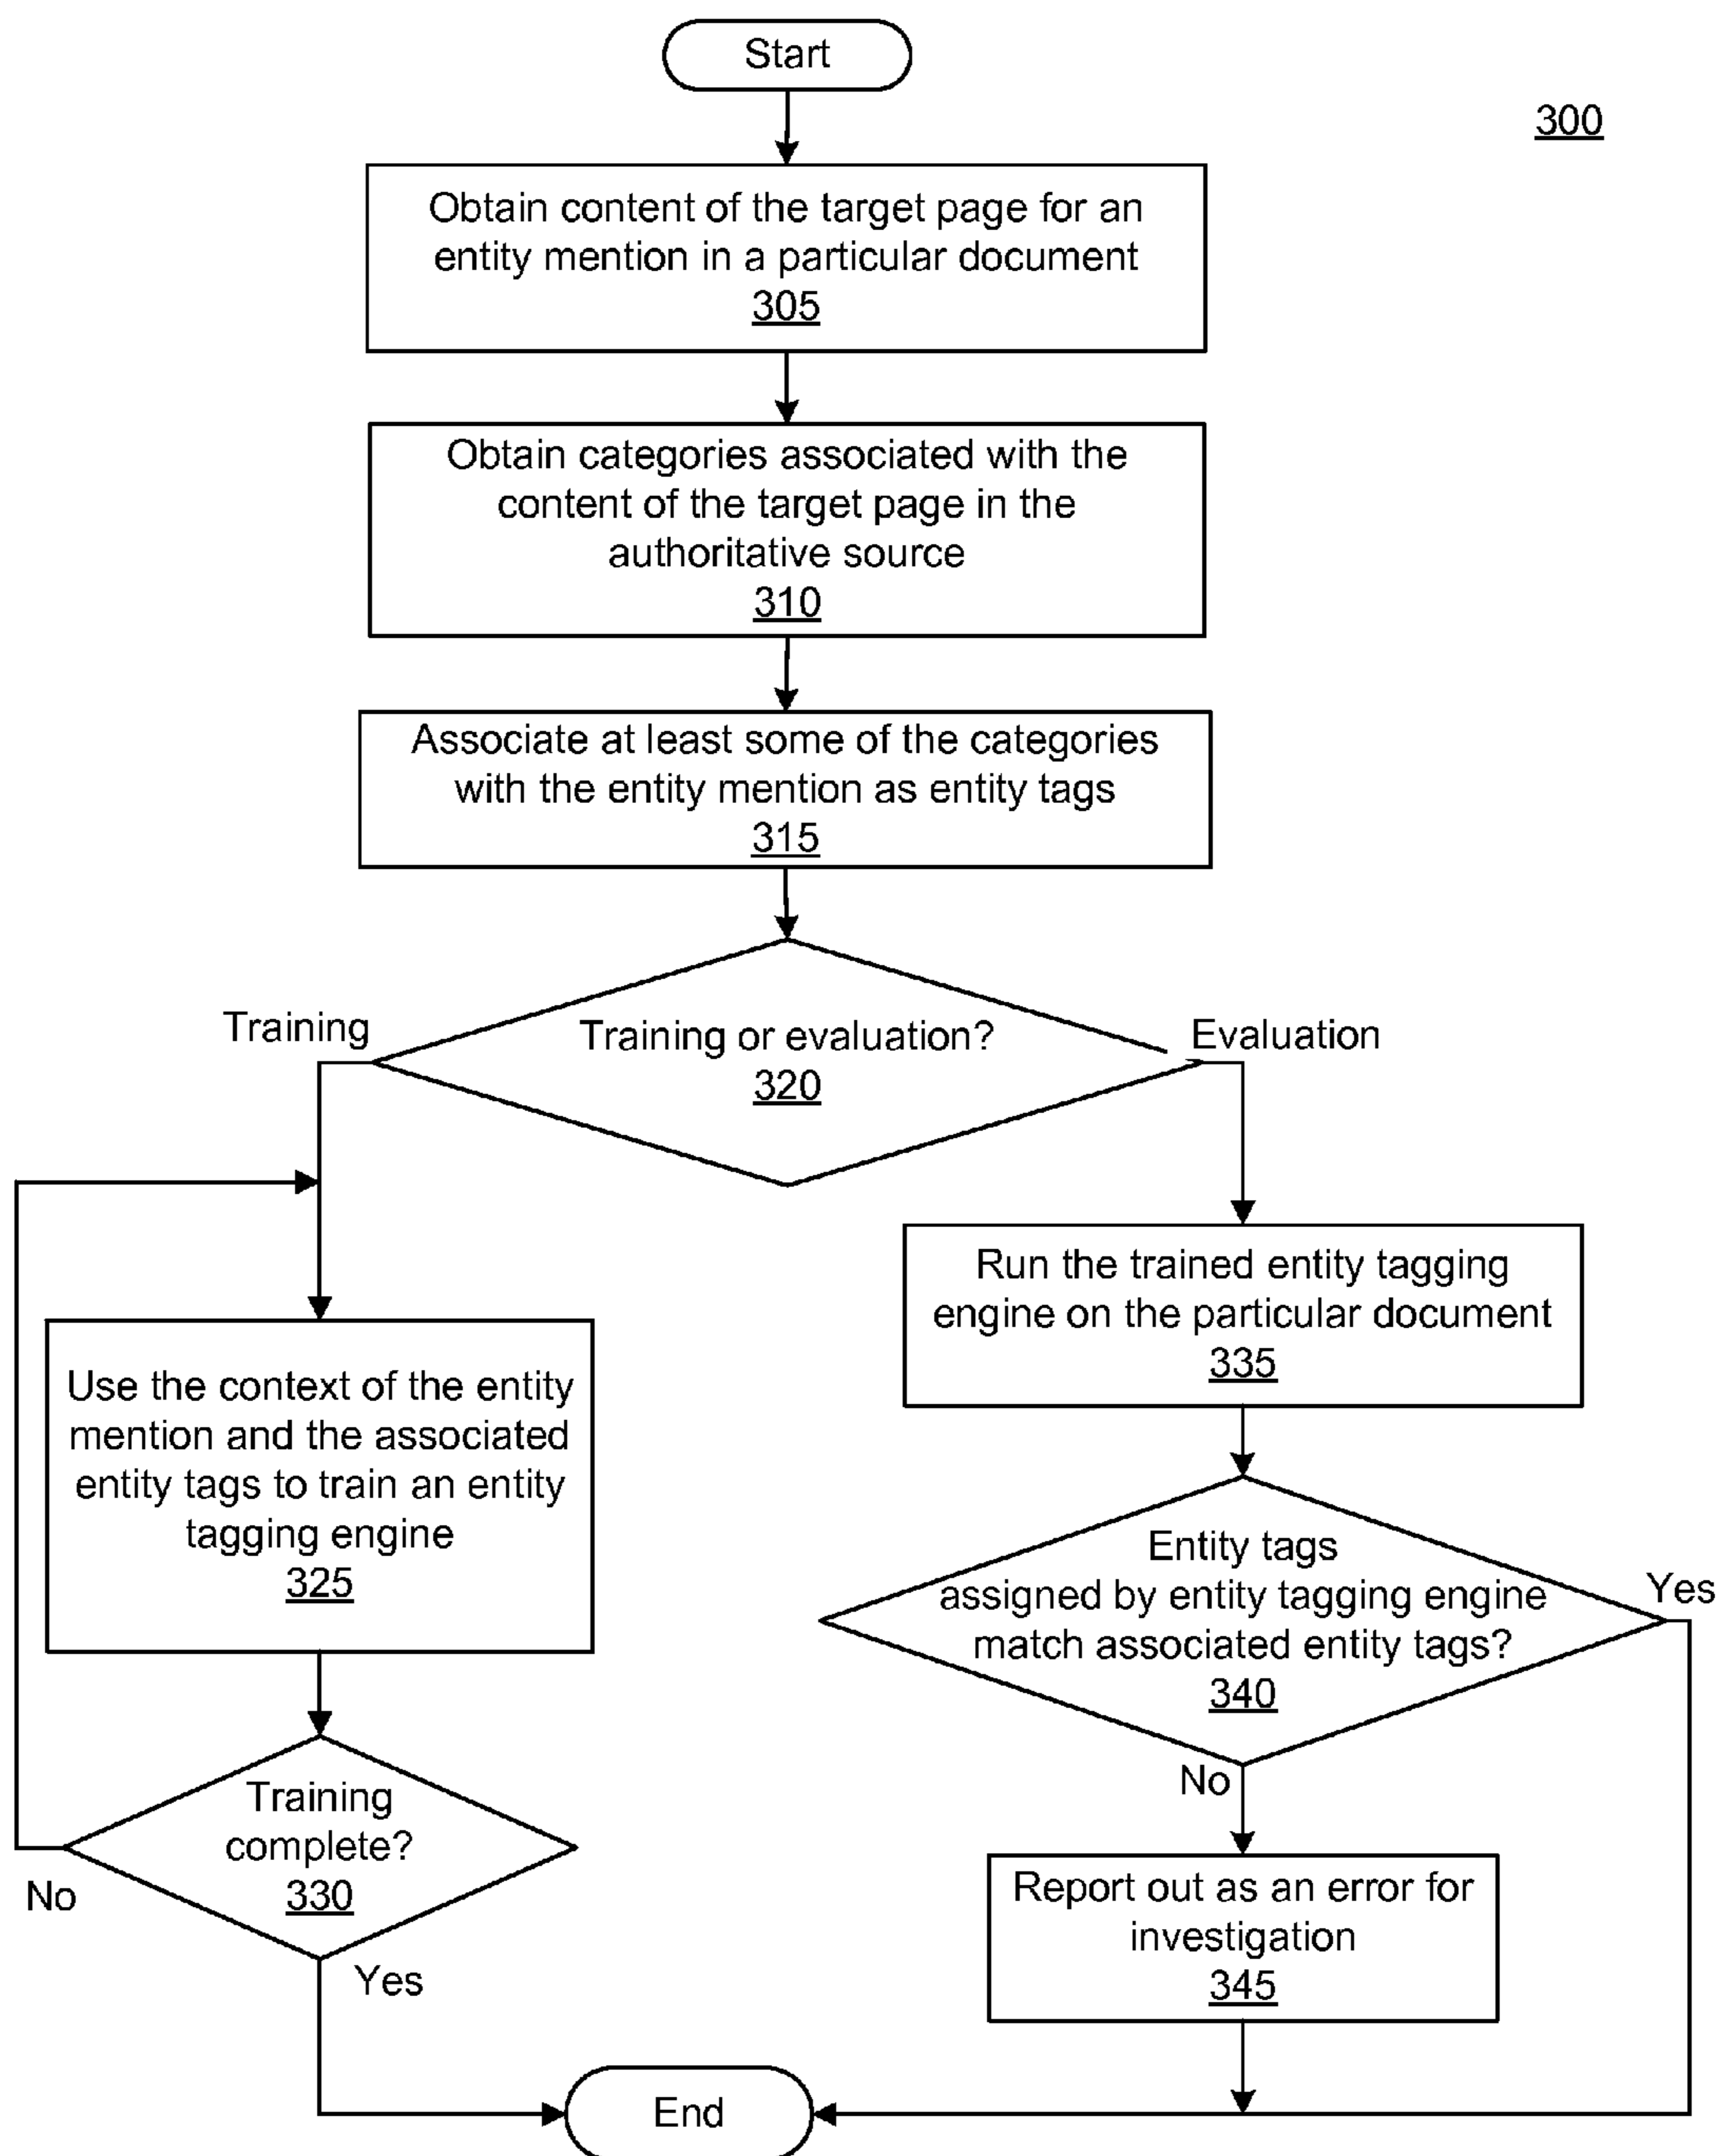 Start
300
Obtain content of the target page for an
entity mention in a particular document
305
Obtain categories associated with the
content of the target page in the
authoritative source
310
Associate at least some of the categories
with the entity mention as entity tags
315
Training
Training or evaluation?
320
Evaluation
Use the context of the entity
mention and the associated
entity tags to train an entity
tagging engine
325
Training
complete?
330
No
Yes
Run the trained entity tagging
engine on the particular document
335
Entity tags
assigned by entity tagging engine
match associated entity tags?
340
Yes
No
Report out as an error for
investigation
345
End